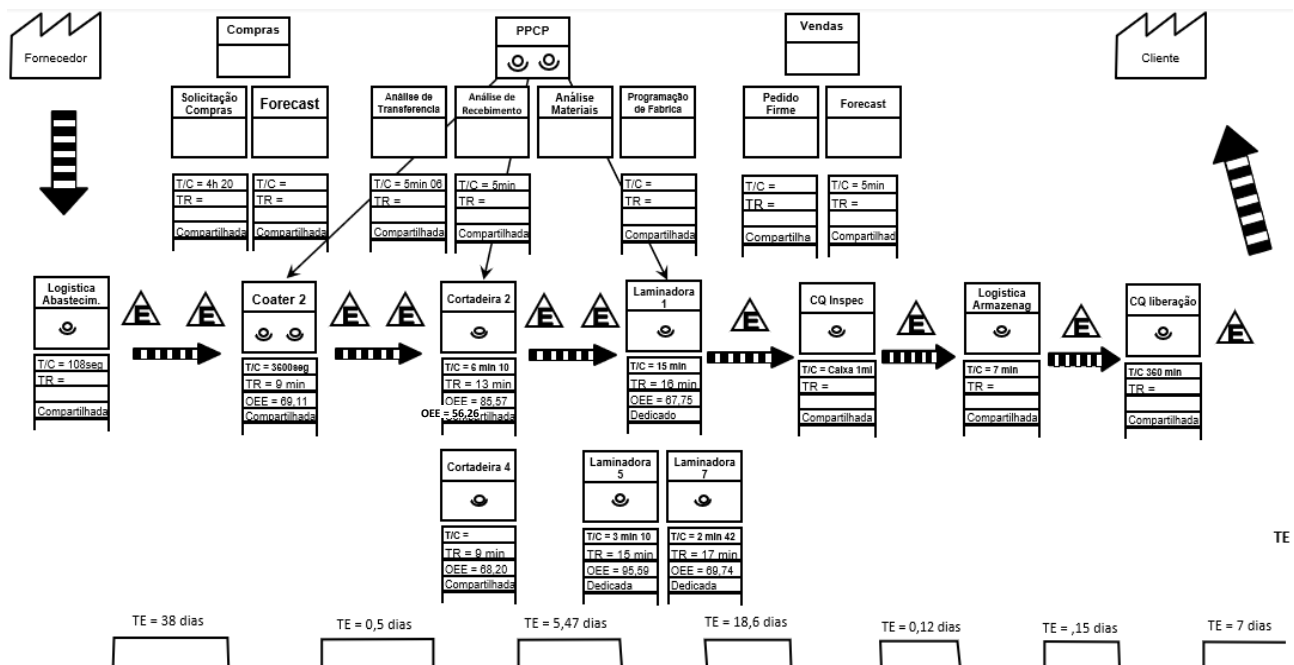 Fornecedor
Compras
PPCP
Vendas
Cliente
Solicitação
Compras
Forecast
Análise de
Transferencia
Análise de
Recebimento
Anàlise
Materiais
Programação
de Fabrica
Pedido
Firme
Forecast
T/C = 4h 20
TR =
Compartilhada
T/C =
TR =
Compartilhada
T/C = 5min 06
TR =
Compartilhada
T/C = 5min
TR =
Compartilhada
T/C =
TR =
Compartilhada
T/C =
TR =
Compartilha
T/C = 5min
TR =
Compartilhad
Logistica
Abastecim.
T/C = 108seg
TR =
Compartilhada
E
E
Coater 2
T/C = 3600seg
TR = 9 min
OEE = 69,11
Compartilhada
E
E
Cortadeira 2
T/C = 6 min 10
TR = 13 min
OEE = 85,57
OEE = 56,26
Compartilhada
E
E
Laminadora
1
T/C = 15 min
TR = 16 min
OEE = 67,75
Dedicado
E
CQ Inspec
T/C = Caixa 1ml
TR =
Compartilhada
E
Logistica
Armazenag
T/C = 7 min
TR =
Compartilhada
E
CQ liberação
T/C 360 min
TR =
Compartilhada
E
Cortadeira 4
T/C =
TR = 9 min
OEE = 68,20
Compartilhada
Laminadora
5
T/C = 3 min 10
TR = 15 min
OEE = 95,59
Dedicada
Laminadora
7
T/C = 2 min 42
TR = 17 min
OEE = 69,74
Dedicada
TE
TE = 38 dias
TE = 0,5 dias
TE = 5,47 dias
TE = 18,6 dias
TE = 0,12 dias
TE = ,15 dias
TE = 7 dias